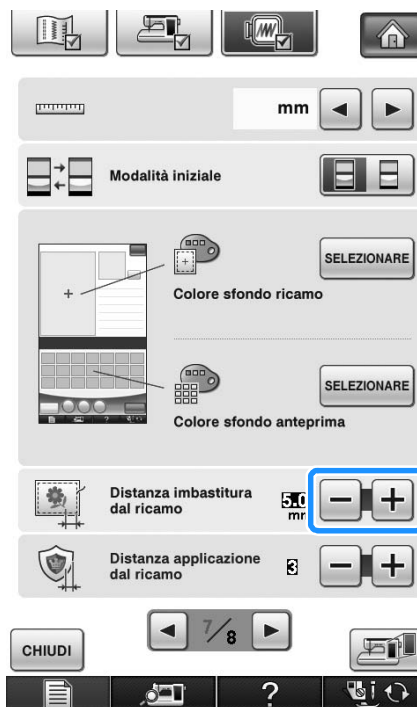 mm
Modalità iniziale
SELEZIONARE
Colore sfondo ricamo
SELEZIONARE
Colore sfondo anteprima
Distanza imbastitura
dal ricamo
5.0
mm
Distanza applicazione
dal ricamo
3
7/8
CHIUDI
?